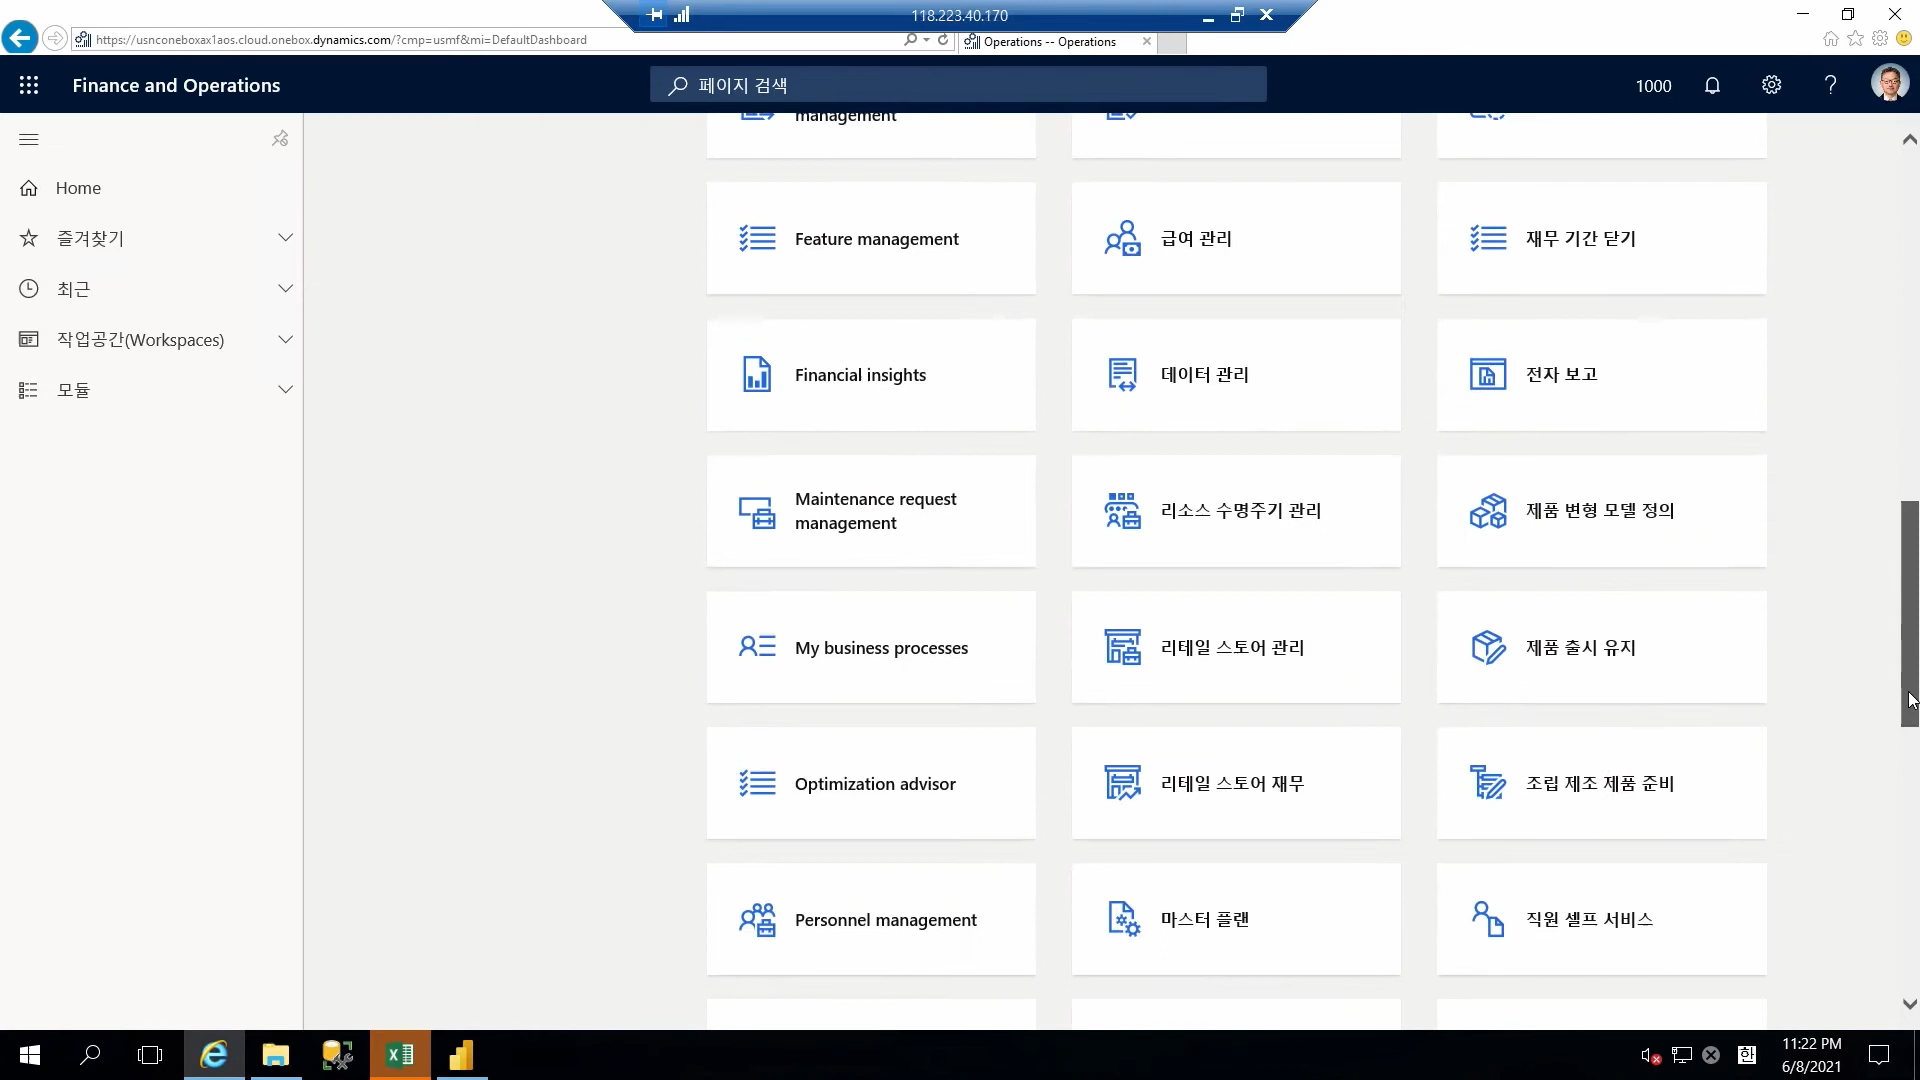 118.223.40.170
https://usnconeboxax1aos.cloud.onebox.dynamics.com/?cmp=usmf&mi=DefaultDashboard
Operations -- Operations
Finance and Operations
페이지 검색
1000
Home
즐겨찾기
최근
작업공간(Workspaces)
모듈
management
Feature management
급여 관리
재무 기간 닫기
Financial insights
데이터 관리
전자 보고
Maintenance request
management
리소스 수명주기 관리
제품 변형 모델 정의
My business processes
리테일 스토어 관리
제품 출시 유지
Optimization advisor
리테일 스토어 재무
조립 제조 제품 준비
Personnel management
마스터 플랜
직원 셀프 서비스
한
11:22 PM
6/8/2021